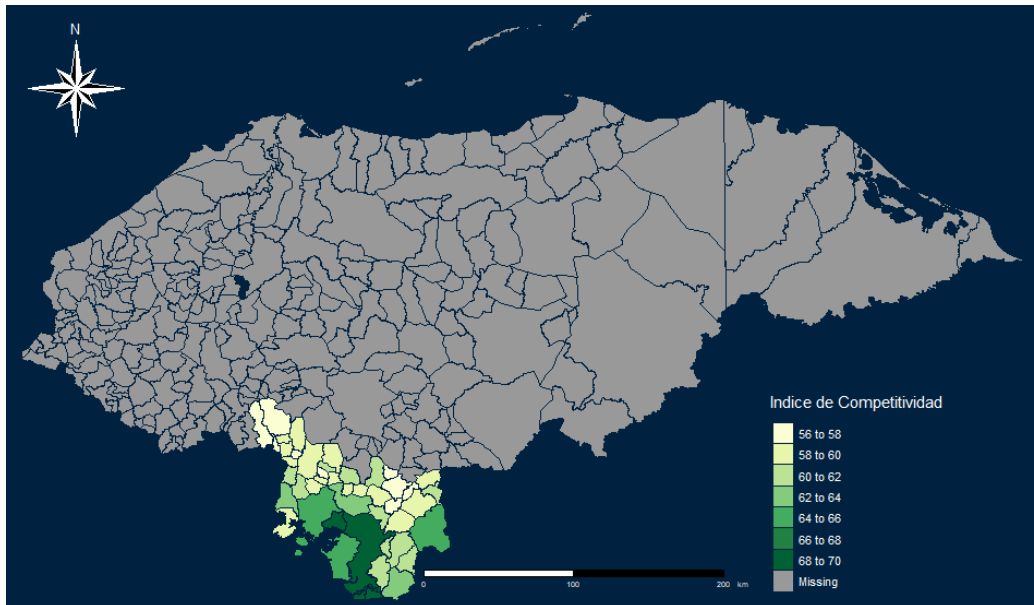 N
Indice de Competitividad
56 to 58
58 to 60
60 to 62
62 to 64
64 to 66
66 to 68
68 to 70
Missing
0 100 200 km